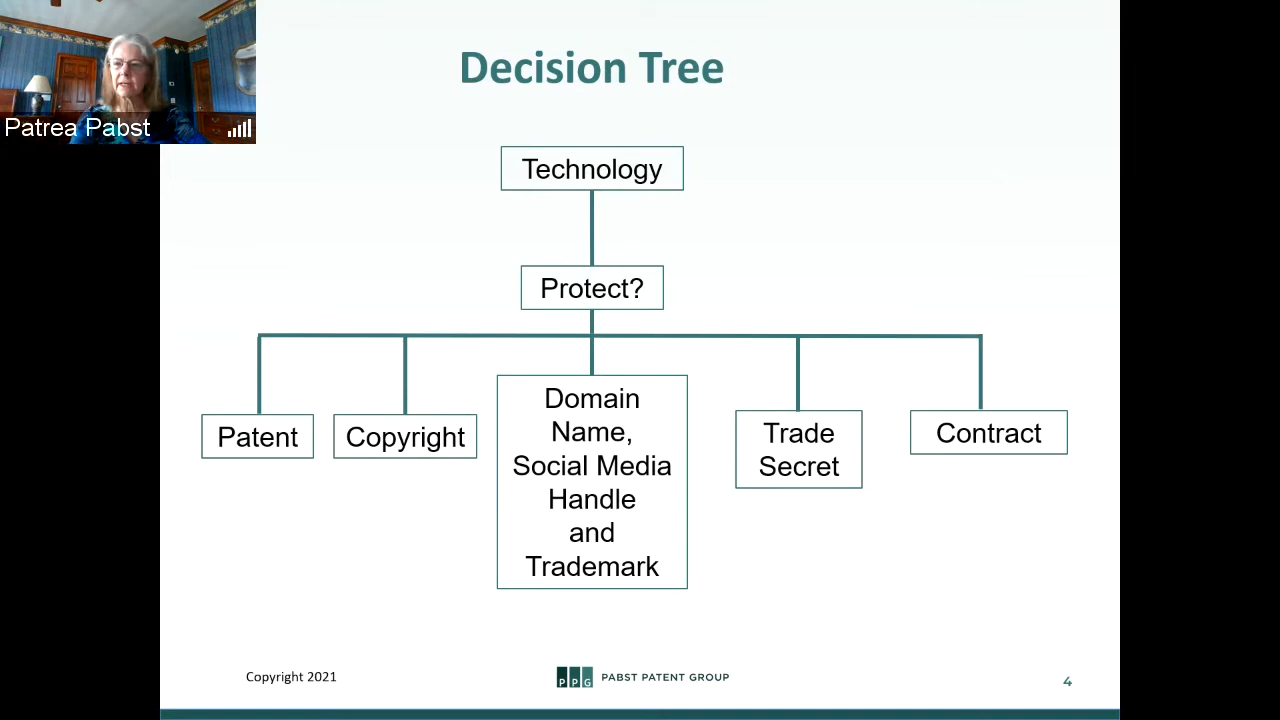 Patrea Pabst
Decision Tree
Technology
Protect?
Patent
Copyright
Domain
Name,
Social Media
Handle
and
Trademark
Trade
Secret
Contract
Copyright 2021
PPG PABST PATENT GROUP
4